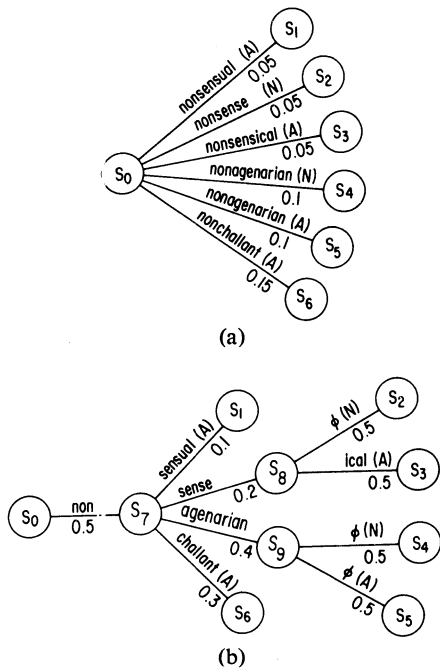 S1
nonsensual (A)
0.05
S2
nonsense (N)
0.05
S3
nonsensical (A)
0.05
S0
nonagenarian (N)
0.1
S4
nonagenarian (A)
0.1
S5
nonchallant (A)
0.15
S6
(a)
S1
sensual (A)
0.1
S2
ϕ (N)
0.5
S8
ical (A)
0.5
S3
sense
0.2
S0
non
0.5
S7
agenarian
0.4
S9
ϕ (N)
0.5
S4
ϕ (A)
0.5
S5
challant (A)
0.3
S6
(b)